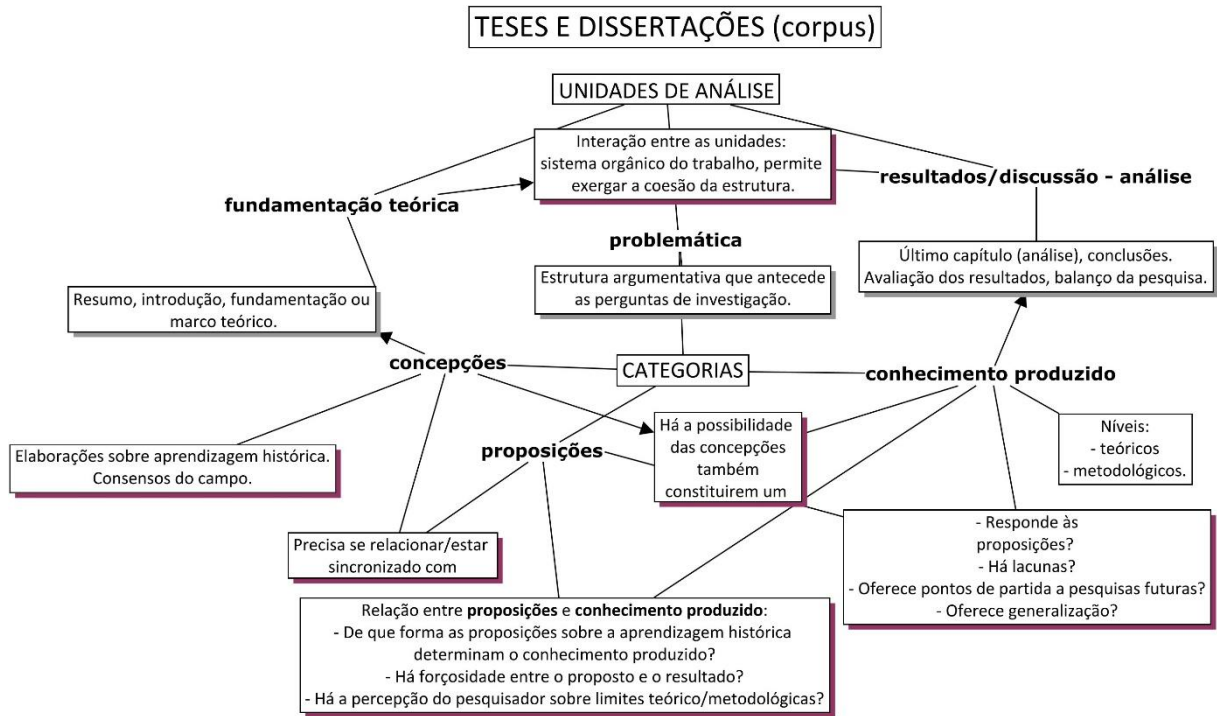 TESES E DISSERTAÇÕES (corpus)
UNIDADES DE ANÁLISE
Interação entre as unidades:
sistema orgânico do trabalho, permite
exergar a coesão da estrutura.
resultados/discussão - análise
fundamentação teórica
problemática
Último capítulo (análise), conclusões.
Avaliação dos resultados, balanço da pesquisa.
Estrutura argumentativa que antecede
as perguntas de investigação.
Resumo, introdução, fundamentação ou
marco teórico.
concepções
CATEGORIAS
conhecimento produzido
Elaborações sobre aprendizagem histórica.
Consensos do campo.
proposições
Há a possibilidade
das concepções
também
constituirem um
Níveis:
- teóricos
- metodológicos.
Precisa se relacionar/estar
sincronizado com
- Responde às
proposições?
- Há lacunas?
- Oferece pontos de partida a pesquisas futuras?
- Oferece generalização?
Relação entre proposições e conhecimento produzido:
- De que forma as proposições sobre a aprendizagem histórica
determinam o conhecimento produzido?
- Há forçosidade entre o proposto e o resultado?
- Há a percepção do pesquisador sobre limites teórico/metodológicas?